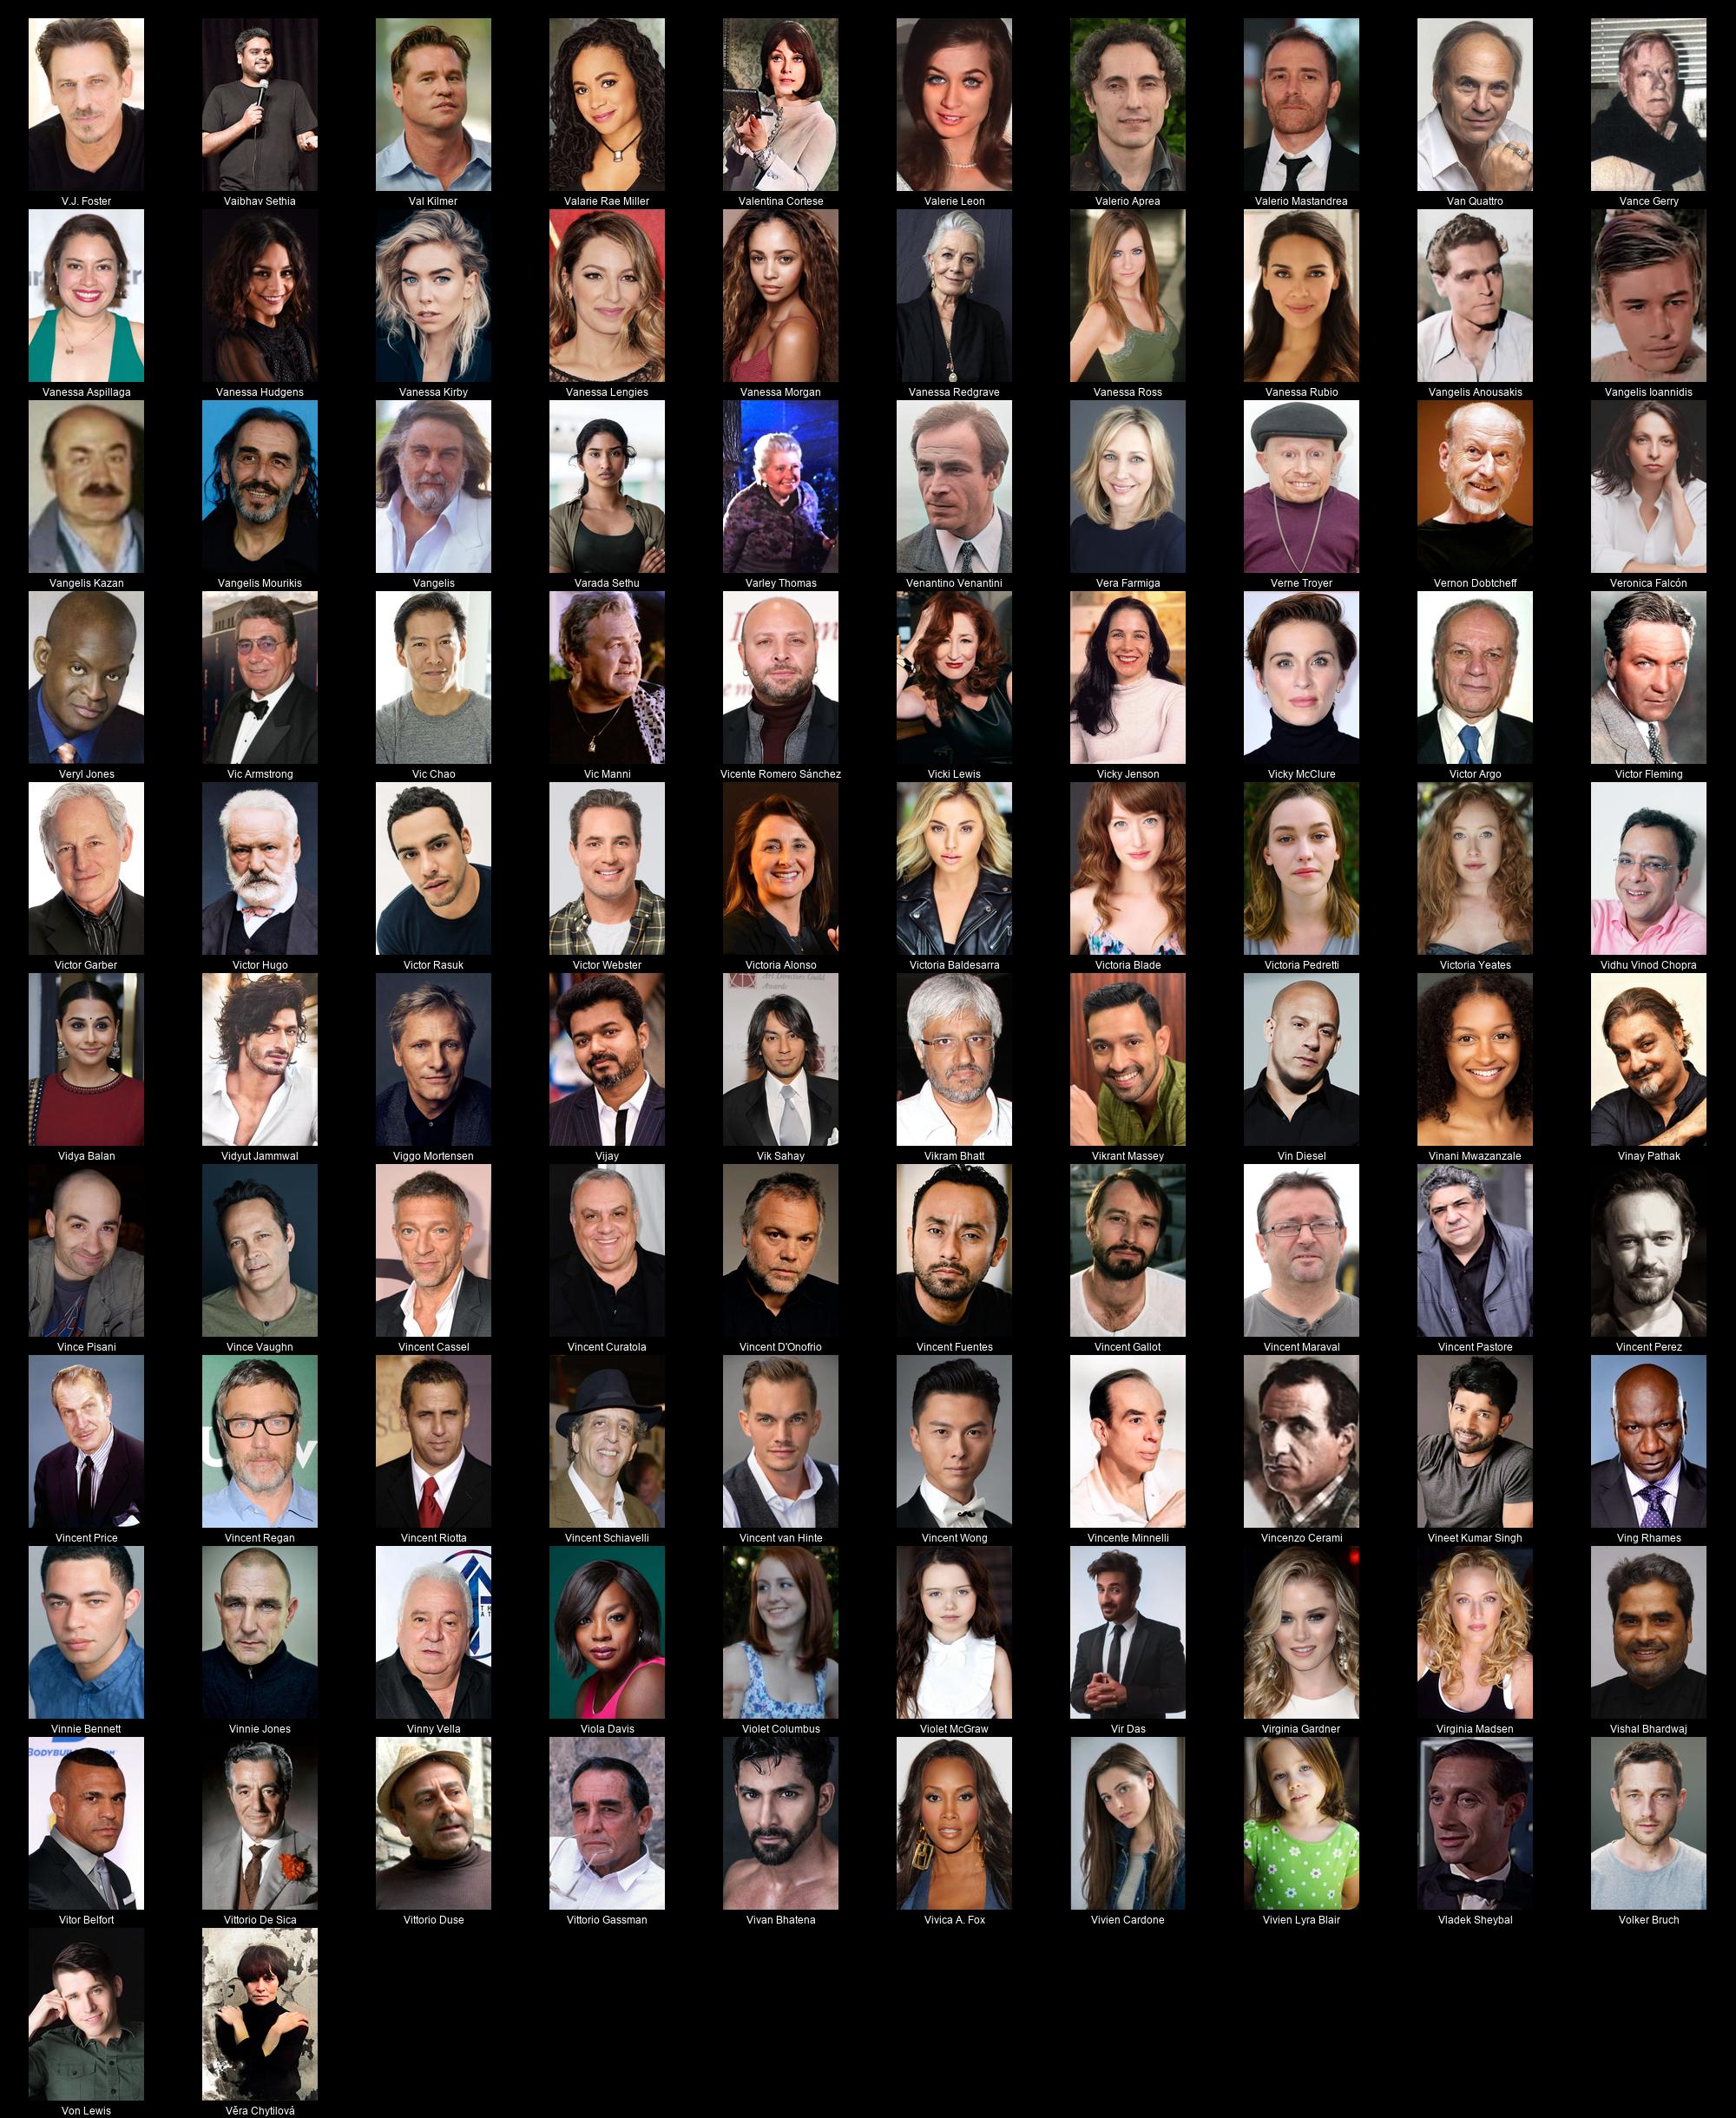 V.J. Foster
Vaibhav Sethia
Val Kilmer
Valarie Rae Miller
Valentina Cortese
Valerie Leon
Valerio Aprea
Valerio Mastandrea
Van Quattro
Vance Gerry
Vanessa Aspillaga
Vanessa Hudgens
Vanessa Kirby
Vanessa Lengies
Vanessa Morgan
Vanessa Redgrave
Vanessa Ross
Vanessa Rubio
Vangelis Anousakis
Vangelis Ioannidis
Vangelis Kazan
Vangelis Mourikis
Vangelis
Varada Sethu
Varley Thomas
Venantino Venantini
Vera Farmiga
Verne Troyer
Vernon Dobtcheff
Veronica Falcón
Veryl Jones
Vic Armstrong
Vic Chao
Vic Manni
Vicente Romero Sánchez
Vicki Lewis
Vicky Jenson
Vicky McClure
Victor Argo
Victor Fleming
Victor Garber
Victor Hugo
Victor Rasuk
Victor Webster
Victoria Alonso
Victoria Baldesarra
Victoria Blade
Victoria Pedretti
Victoria Yeates
Vidhu Vinod Chopra
Art Directors Guild
Awards
Vidya Balan
Vidyut Jammwal
Viggo Mortensen
Vijay
Vik Sahay
Vikram Bhatt
Vikrant Massey
Vin Diesel
Vinani Mwazanzale
Vinay Pathak
Vince Pisani
Vince Vaughn
Vincent Cassel
Vincent Curatola
Vincent D'Onofrio
Vincent Fuentes
Vincent Gallot
Vincent Maraval
Vincent Pastore
Vincent Perez
Vincent Price
Vincent Regan
Vincent Riotta
Vincent Schiavelli
Vincent van Hinte
Vincent Wong
Vincente Minnelli
Vincenzo Cerami
Vineet Kumar Singh
Ving Rhames
Vinnie Bennett
Vinnie Jones
Vinny Vella
Viola Davis
Violet Columbus
Violet McGraw
Vir Das
Virginia Gardner
Virginia Madsen
Vishal Bhardwaj
Vitor Belfort
Vittorio De Sica
Vittorio Duse
Vittorio Gassman
Vivan Bhatena
Vivica A. Fox
Vivien Cardone
Vivien Lyra Blair
Vladek Sheybal
Volker Bruch
Von Lewis
Věra Chytilová